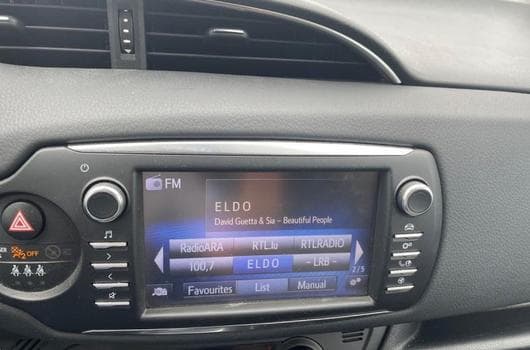 FM
ELDO
David Guetta & Sia – Beautiful People
RadioARA RTL.lu RTLRADIO
100,7 ELDO – LRB –
2/5
Favourites List Manual
OFF